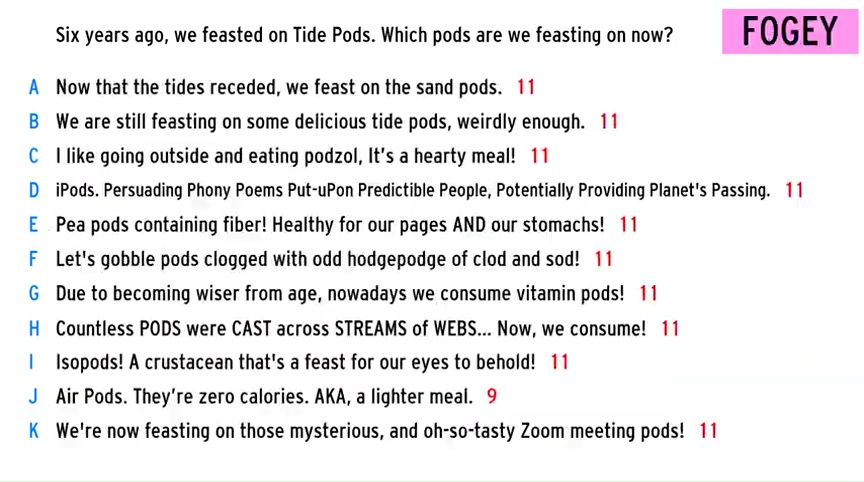 Six years ago, we feasted on Tide Pods. Which pods are we feasting on now?
FOGEY
A Now that the tides receded, we feast on the sand pods. 11
B We are still feasting on some delicious tide pods, weirdly enough. 11
C I like going outside and eating podzol, It's a hearty meal! 11
D iPods. Persuading Phony Poems Put-uPon Predictible People, Potentially Providing Planet's Passing. 11
E Pea pods containing fiber! Healthy for our pages AND our stomachs! 11
F Let's gobble pods clogged with odd hodgepodge of clod and sod! 11
G Due to becoming wiser from age, nowadays we consume vitamin pods! 11
H Countless PODS were CAST across STREAMS of WEBS... Now, we consume! 11
I Isopods! A crustacean that's a feast for our eyes to behold! 11
J Air Pods. They're zero calories. AKA, a lighter meal. 9
K We're now feasting on those mysterious, and oh-so-tasty Zoom meeting pods! 11